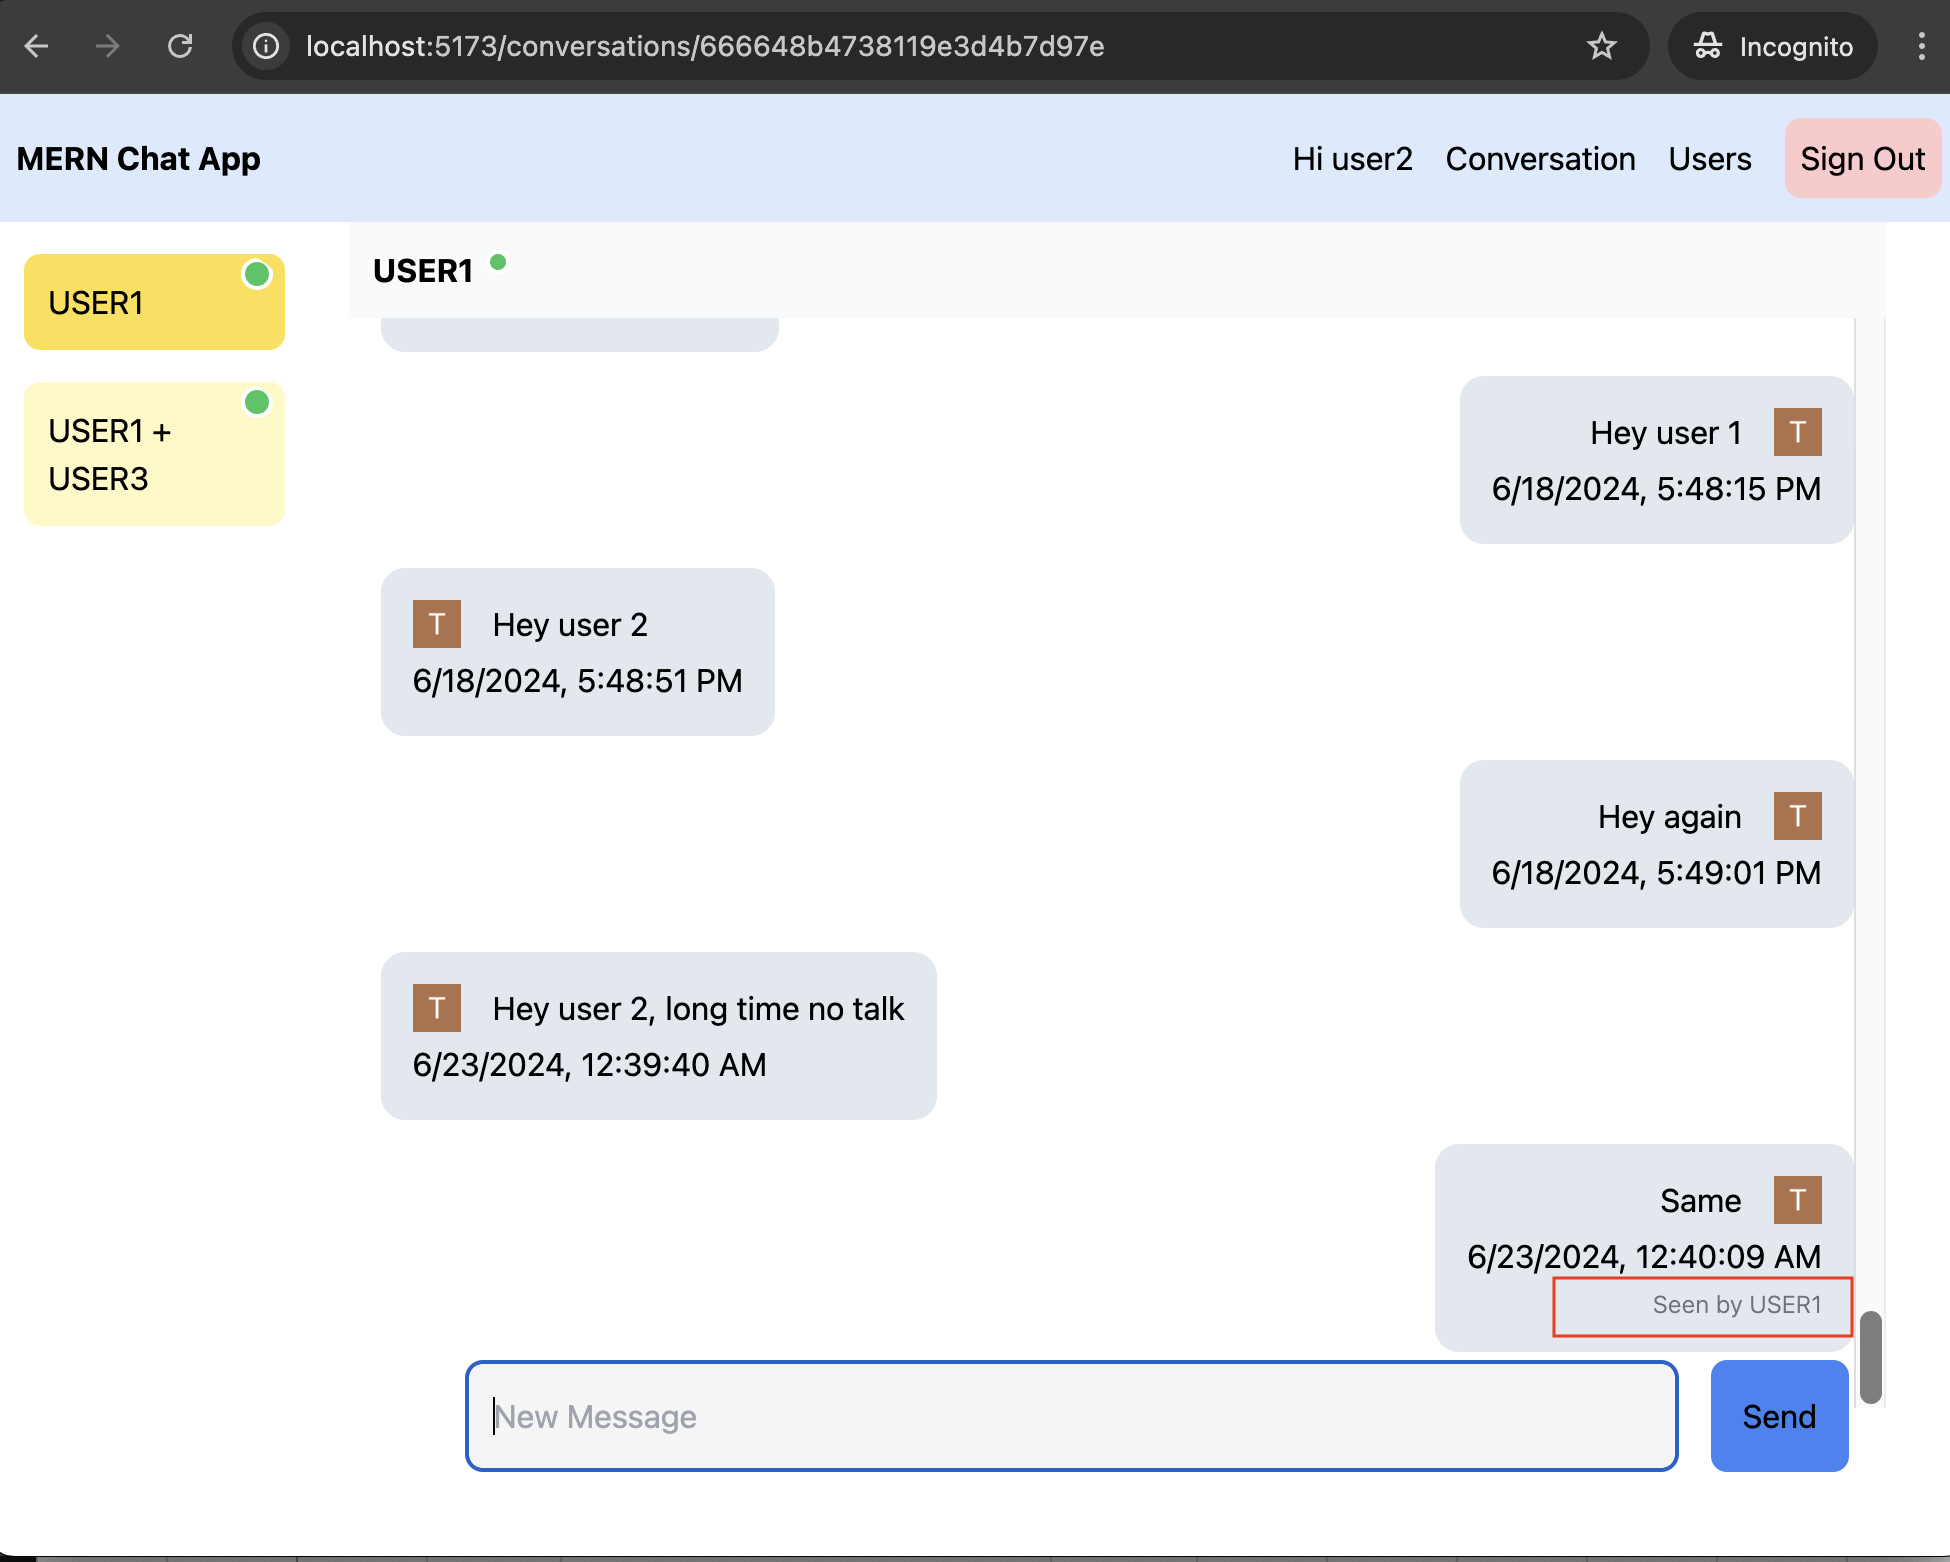 localhost:5173/conversations/666648b4738119e3d4b7d97e
Incognito
MERN Chat App
Hi user2
Conversation
Users
Sign Out
USER1
USER1 +
USER3
USER1
Hey user 1
T
6/18/2024, 5:48:15 PM
T
Hey user 2
6/18/2024, 5:48:51 PM
Hey again
T
6/18/2024, 5:49:01 PM
T
Hey user 2, long time no talk
6/23/2024, 12:39:40 AM
Same
T
6/23/2024, 12:40:09 AM
Seen by USER1
New Message
Send